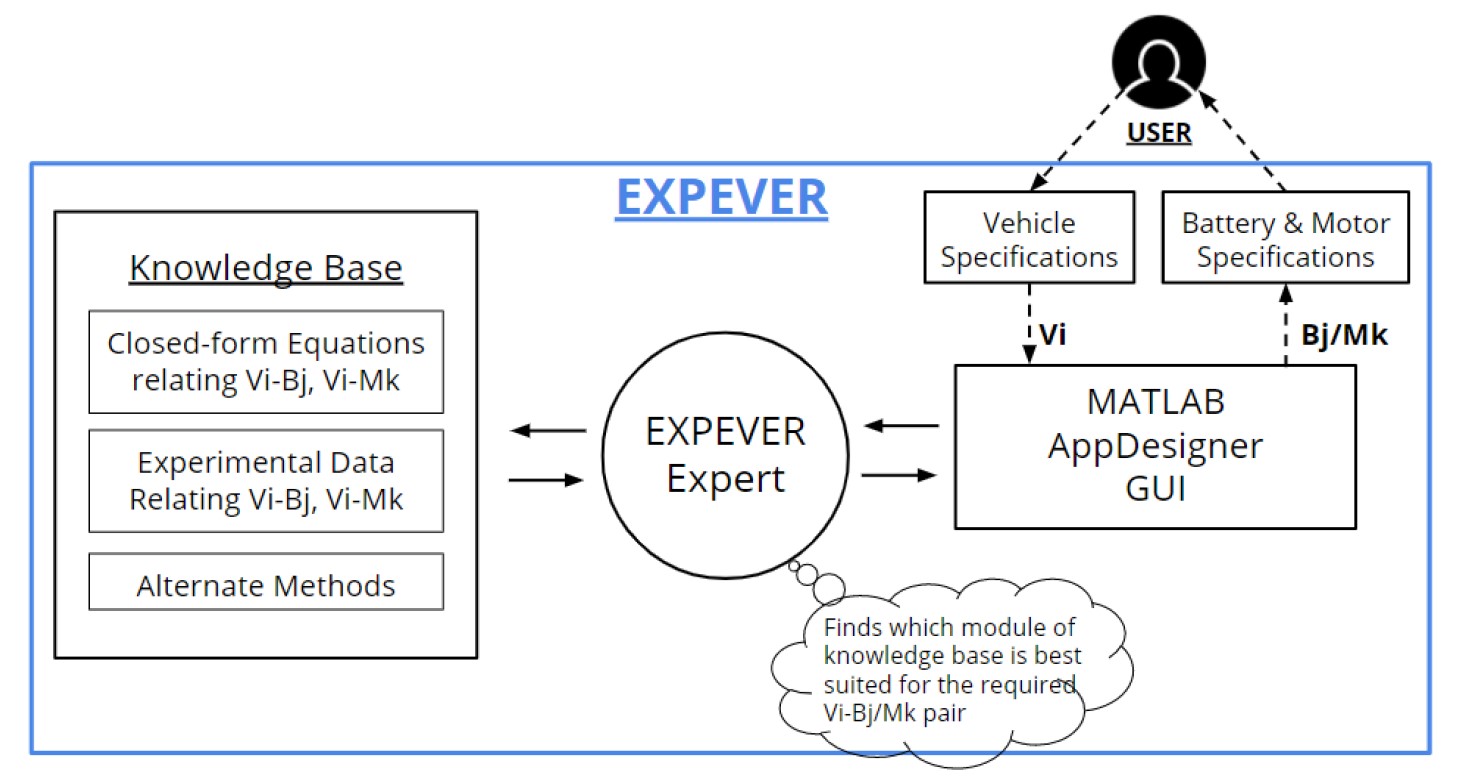 USER
EXPEVER
Vehicle
Specifications
Battery & Motor
Specifications
Vi
Bj/Mk
Knowledge Base
Closed-form Equations
relating Vi-Bj, Vi-Mk
Experimental Data
Relating Vi-Bj, Vi-Mk
Alternate Methods
EXPEVER
Expert
MATLAB
AppDesigner
GUI
Finds which module of
knowledge base is best
suited for the required
Vi-Bj/Mk pair